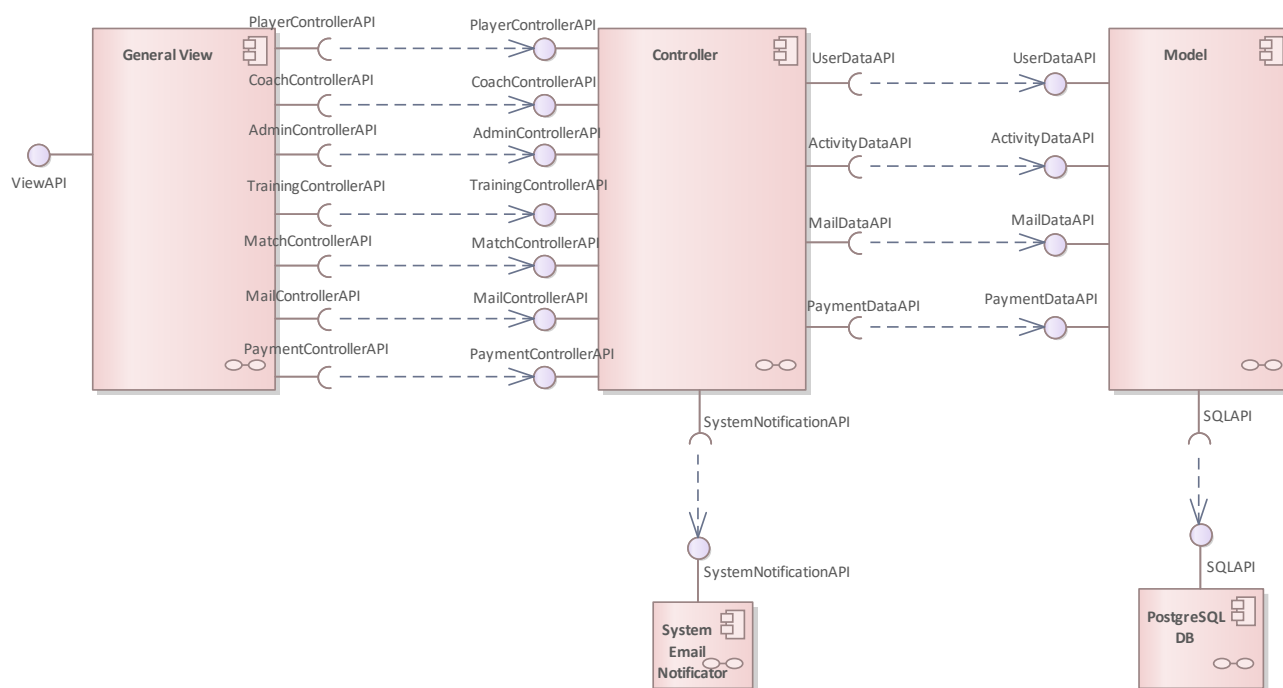 PlayerControllerAPI
PlayerControllerAPI
General View
Controller
Model
UserDataAPI
UserDataAPI
CoachControllerAPI
CoachControllerAPI
AdminControllerAPI
AdminControllerAPI
ActivityDataAPI
ActivityDataAPI
ViewAPI
TrainingControllerAPI
TrainingControllerAPI
MailDataAPI
MailDataAPI
MatchControllerAPI
MatchControllerAPI
MailControllerAPI
MailControllerAPI
PaymentDataAPI
PaymentDataAPI
PaymentControllerAPI
PaymentControllerAPI
SystemNotificationAPI
SQLAPI
SystemNotificationAPI
SQLAPI
System
Email
Notificator
PostgreSQL
DB